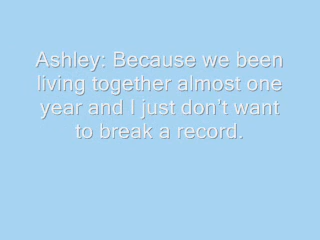 Ashley: Because we been
living together almost one
year and I just don't want
to break a record.